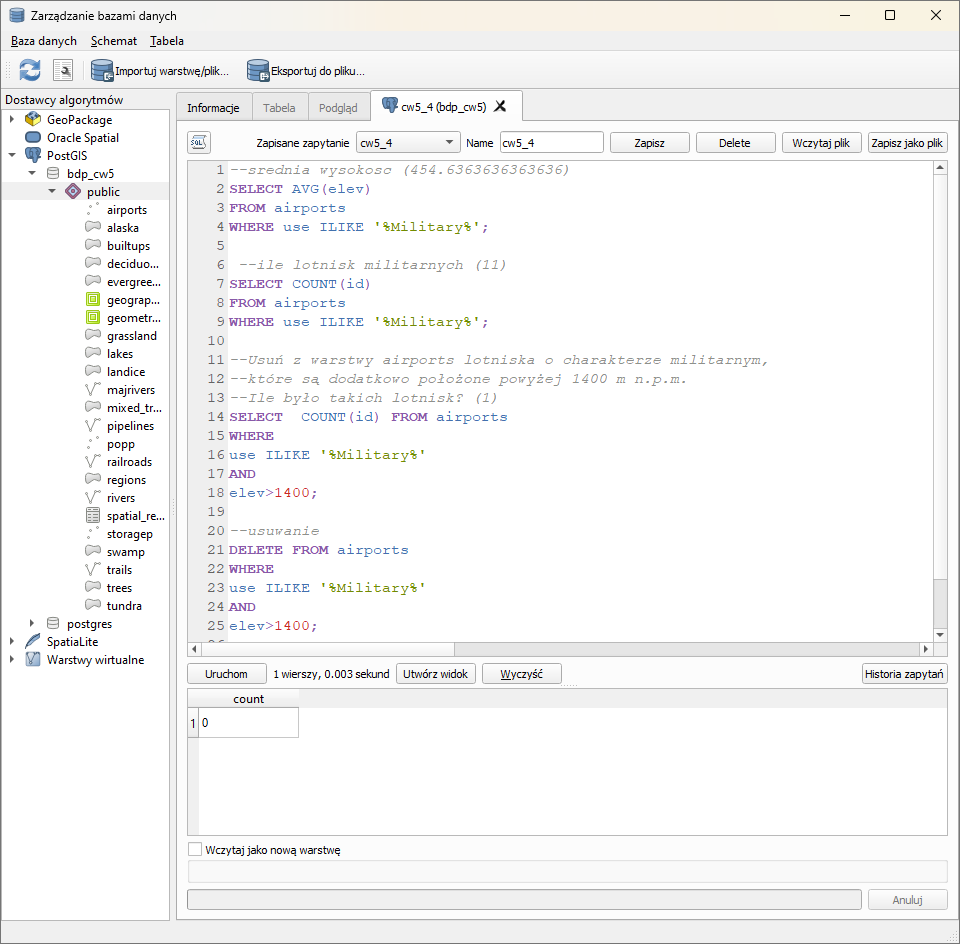 Zarządzanie bazami danych
Baza danych Schemat Tabela
Importuj warstwę/plik... Eksportuj do pliku...
Dostawcy algorytmów
GeoPackage
Oracle Spatial
PostGIS
bdp_cw5
public
airports
alaska
builtups
deciduo...
evergree...
geograp...
geometr...
grassland
lakes
landice
majrivers
mixed_tr...
pipelines
popp
railroads
regions
rivers
spatial_re...
storagep
swamp
trails
trees
tundra
postgres
SpatiaLite
Warstwy wirtualne
Informacje Tabela Podgląd cw5_4 (bdp_cw5)
SQL Zapisane zapytanie cw5_4 Name cw5_4 Zapisz Delete Wczytaj plik Zapisz jako plik
1 --srednia wysokosc (454.6363636363636)
2 SELECT AVG(elev)
3 FROM airports
4 WHERE use ILIKE '%Military%';
5
6 --ile lotnisk militarnych (11)
7 SELECT COUNT(id)
8 FROM airports
9 WHERE use ILIKE '%Military%';
10
11 --Usuń z warstwy airports lotniska o charakterze militarnym,
12 --które są dodatkowo położone powyżej 1400 m n.p.m.
13 --Ile było takich lotnisk? (1)
14 SELECT  COUNT(id) FROM airports
15 WHERE
16 use ILIKE '%Military%'
17 AND
18 elev>1400;
19
20 --usuwanie
21 DELETE FROM airports
22 WHERE
23 use ILIKE '%Military%'
24 AND
25 elev>1400;
Uruchom 1 wierszy, 0.003 sekund Utwórz widok Wyczyść Historia zapytań
count
1 0
Wczytaj jako nową warstwę
Anuluj